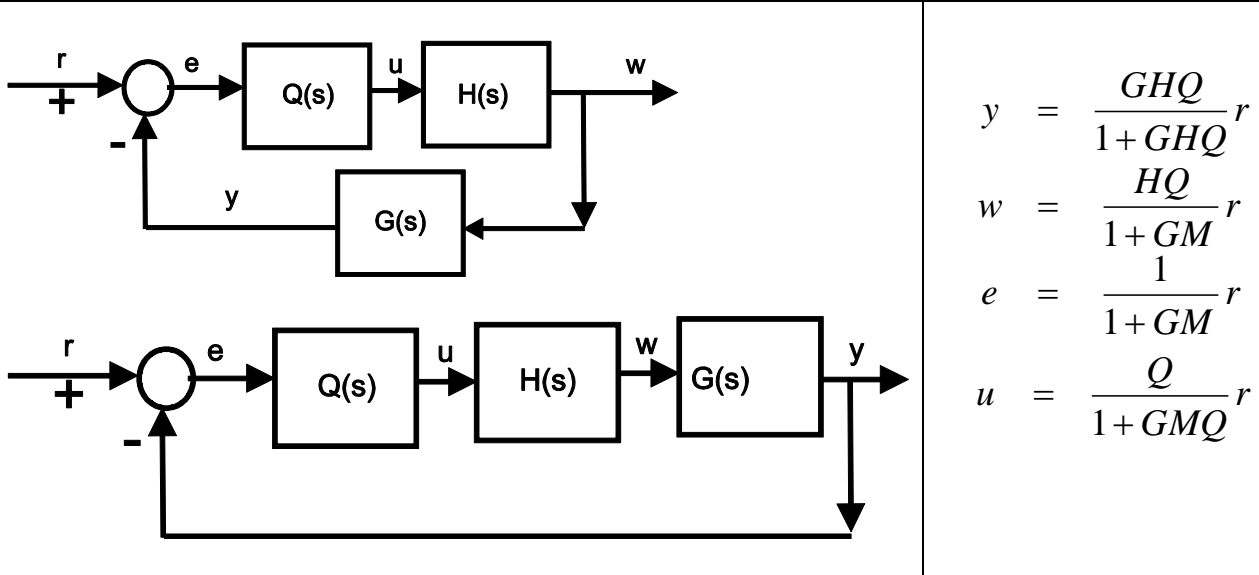 r e Q(s) u H(s) w
+
-
y G(s)
r e Q(s) u H(s) w G(s) y
+
-
y = GHQ / 1 + GHQ r
w = HQ / 1 + GM r
e = 1 / 1 + GM r
u = Q / 1 + GMQ r